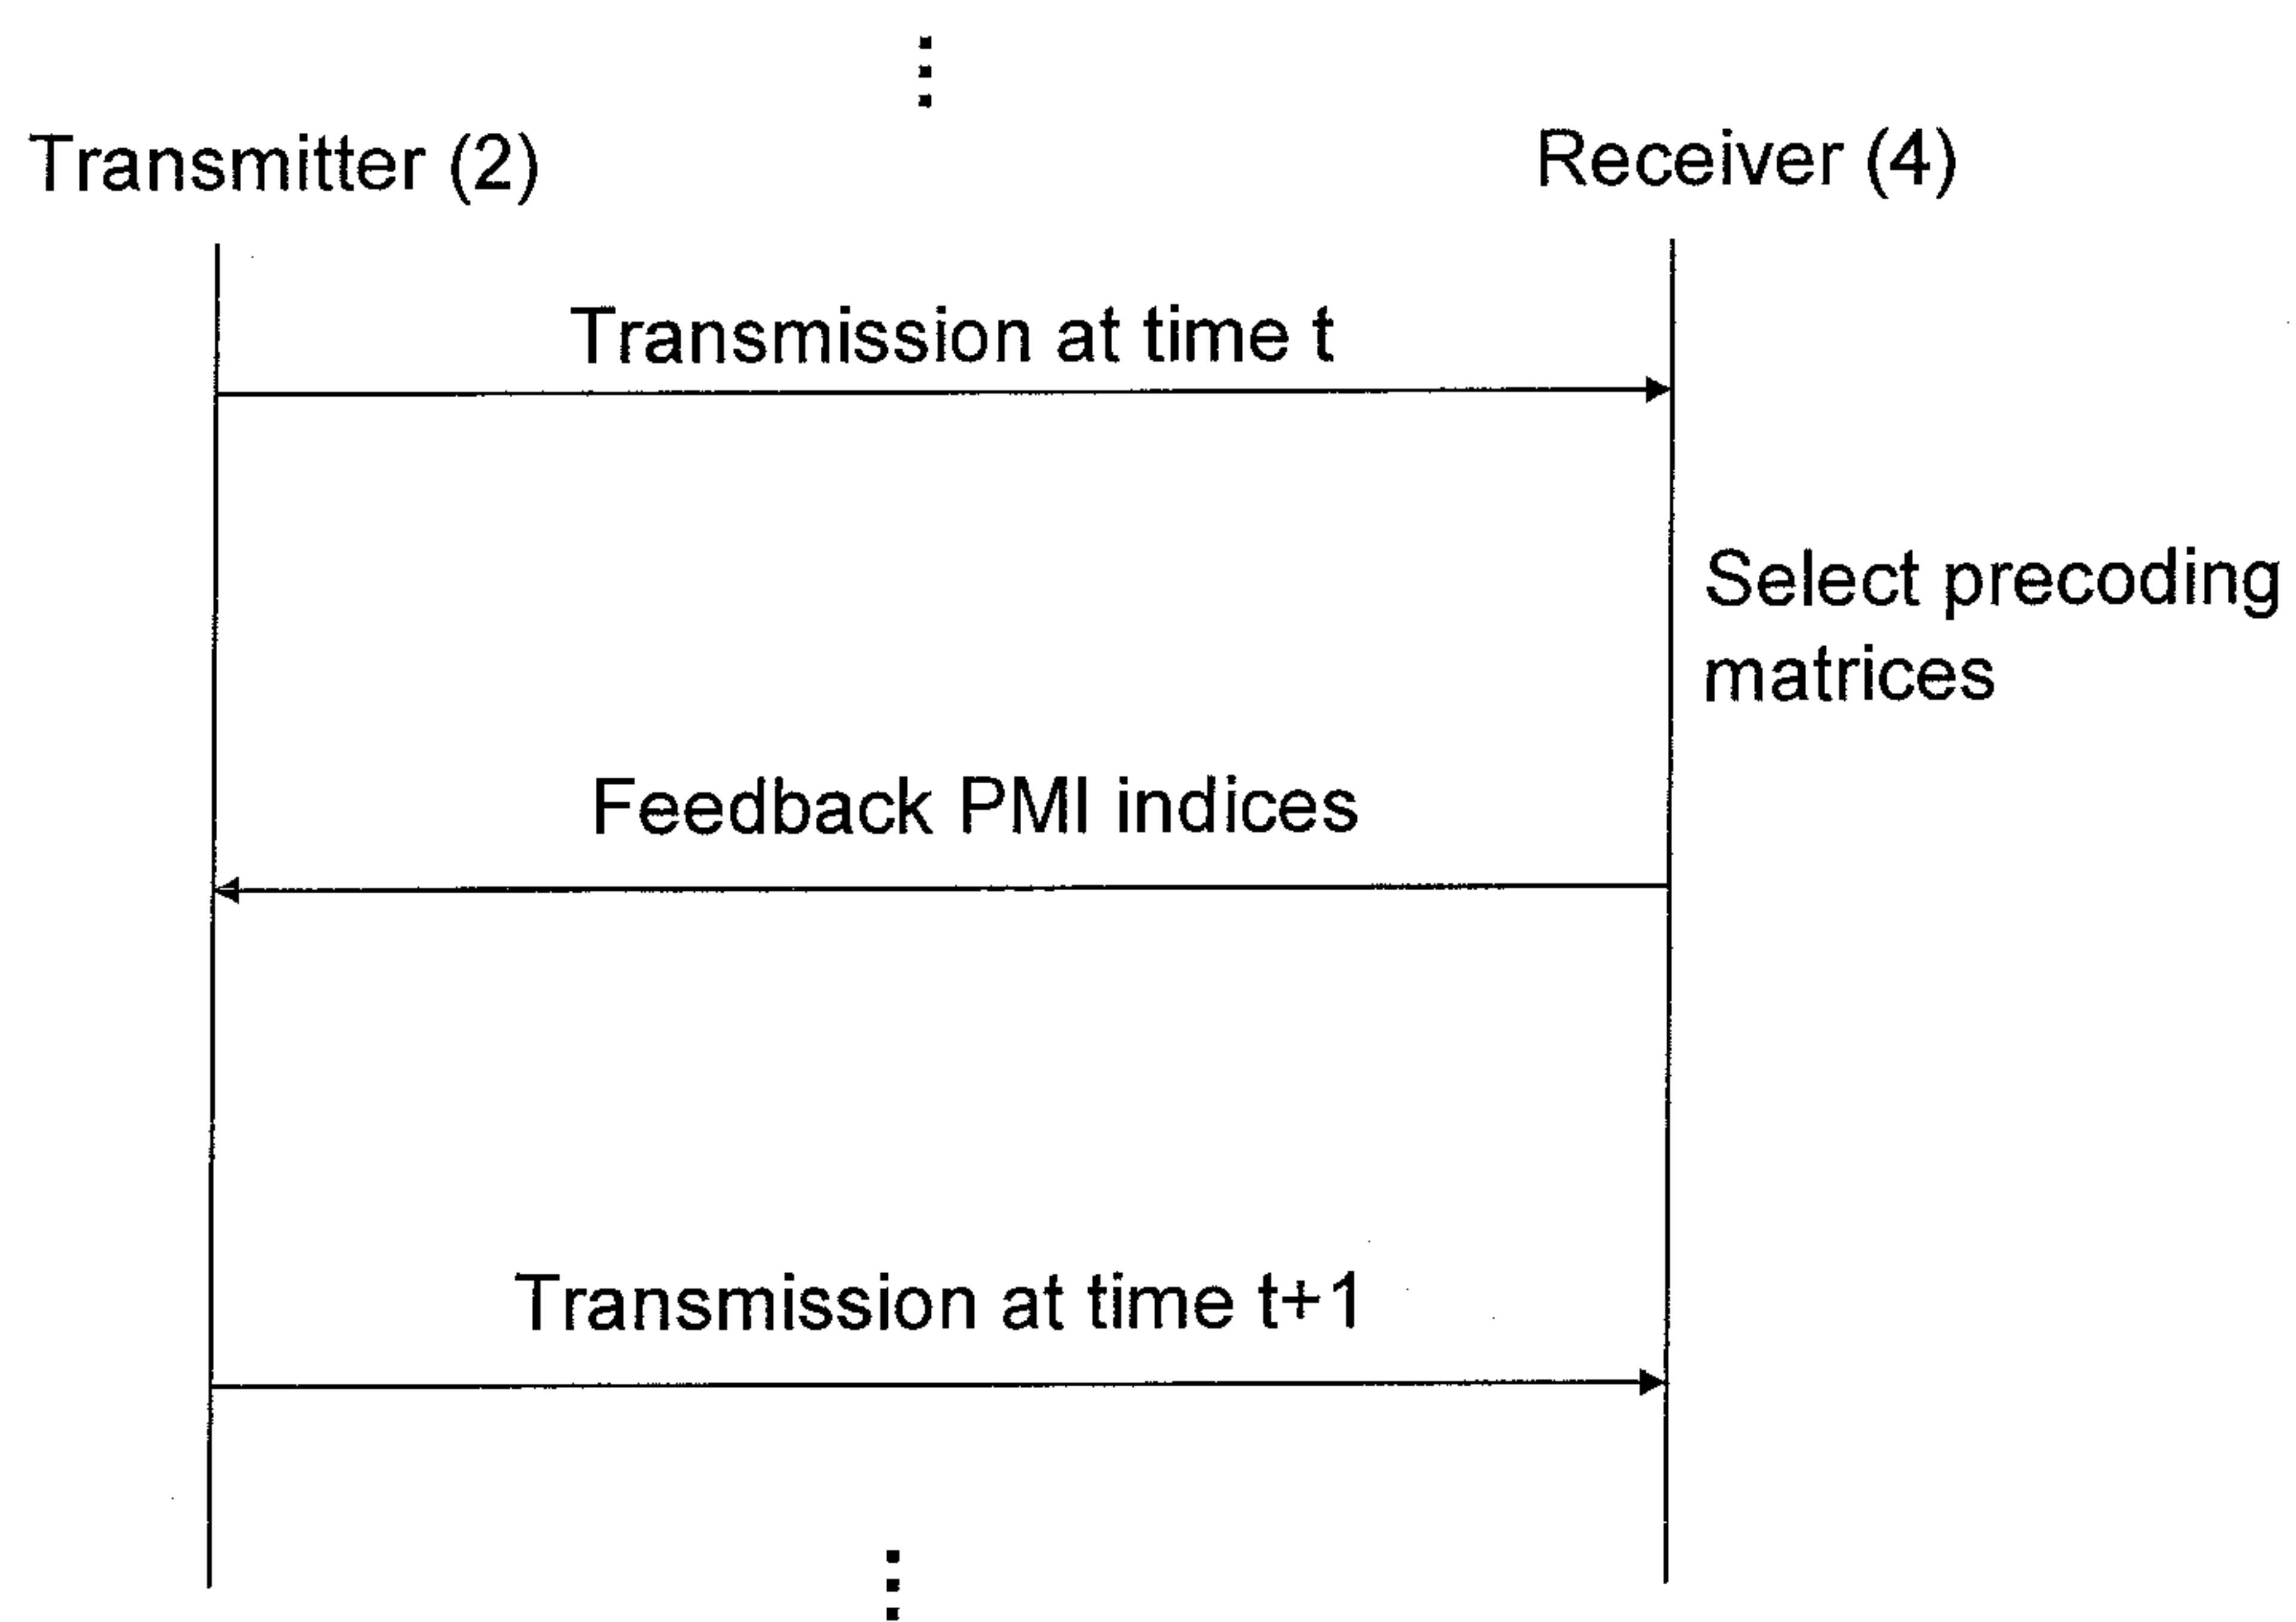 Transmitter (2)
Receiver (4)
Transmission at time t
Select precoding
matrices
Feedback PMI indices
Transmission at time t+1